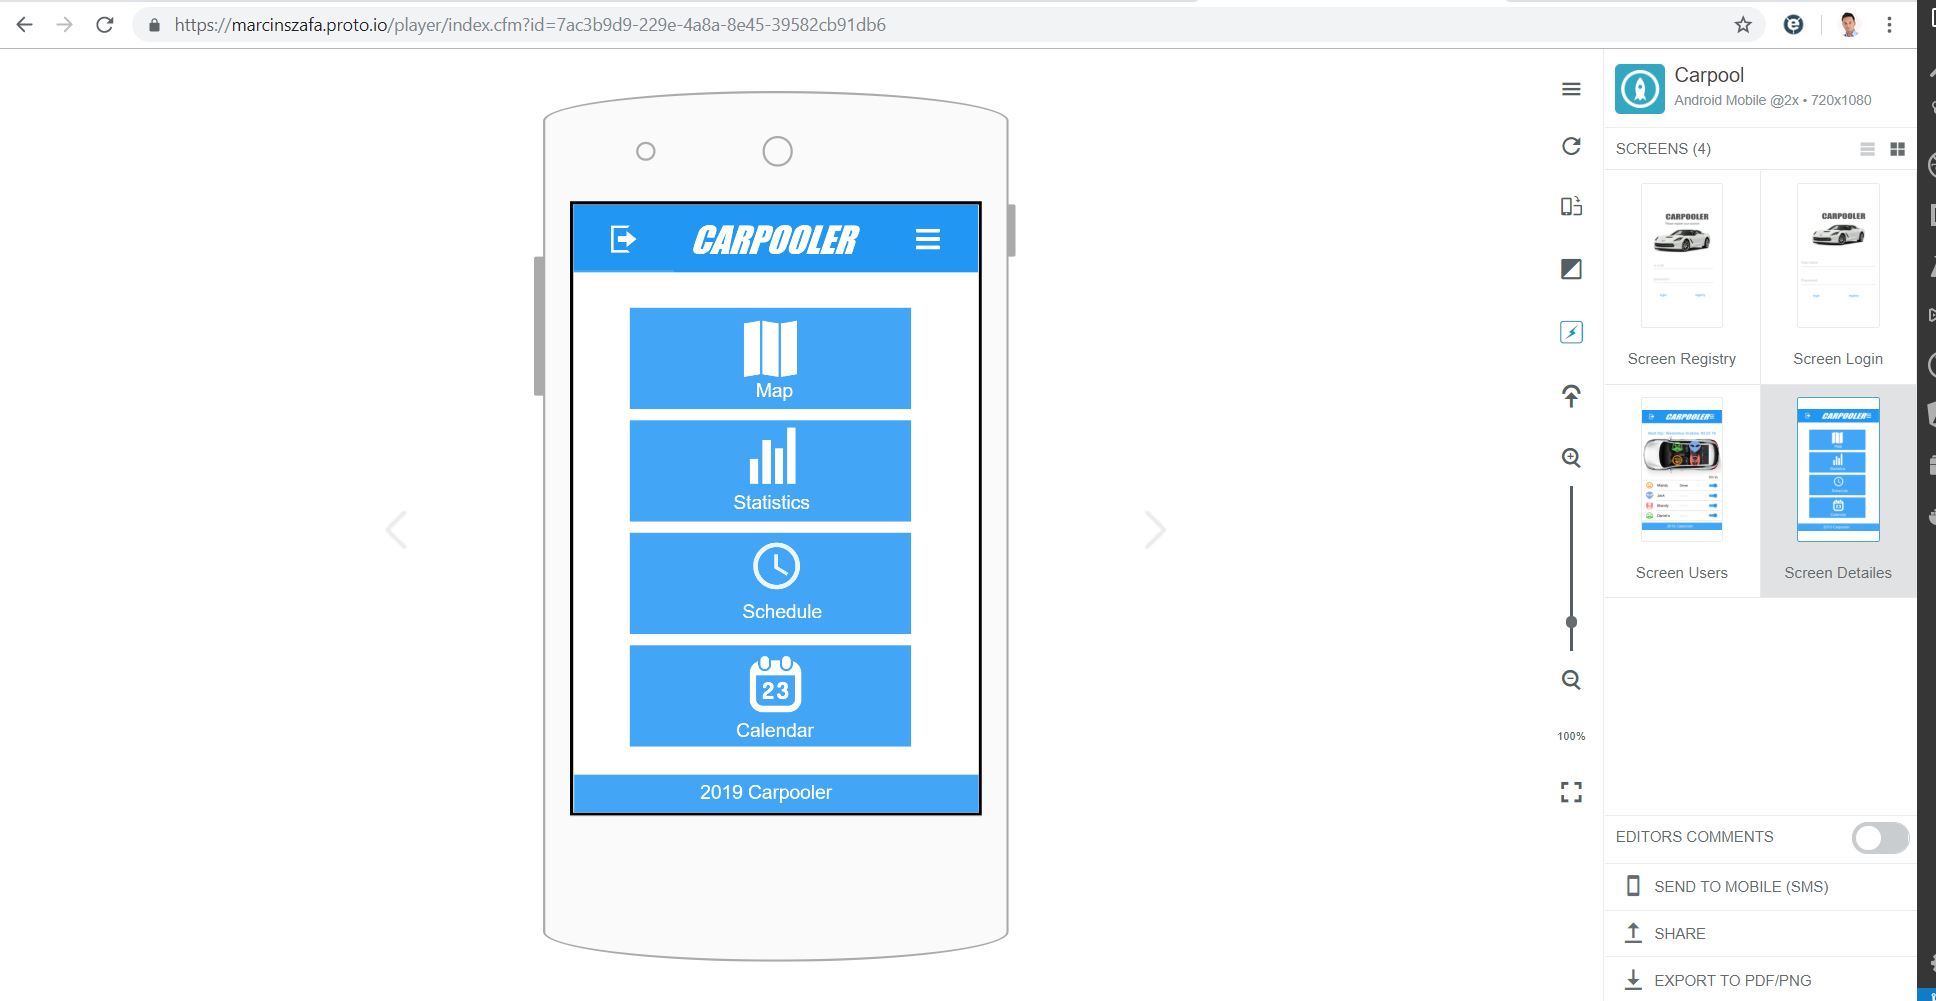 https://marcinszafa.proto.io/player/index.cfm?id=7ac3b9d9-229e-4a8a-8e45-39582cb91db6
CARPOOLER
Map
Statistics
Schedule
23
Calendar
2019 Carpooler
100%
Carpool
Android Mobile @2x • 720x1080
SCREENS (4)
CARPOOLER
CARPOOLER
Screen Registry
Screen Login
CARPOOLER
CARPOOLER
Screen Users
Screen Detailes
EDITORS COMMENTS
SEND TO MOBILE (SMS)
SHARE
EXPORT TO PDF/PNG